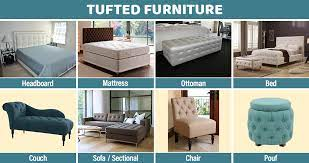 TUFTED FURNITURE
Headboard
Mattress
Ottoman
Bed
Couch
Sofa / Sectional
Chair
Pouf